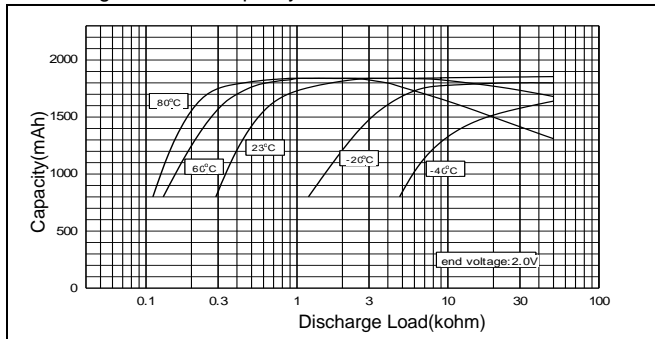 2000
1500
1000
500
0
Capacity(mAh)
80°C
60°C
23°C
-20°C
-40°C
end voltage:2.0V
0.1 0.3 1 3 10 30 100
Discharge Load(kohm)